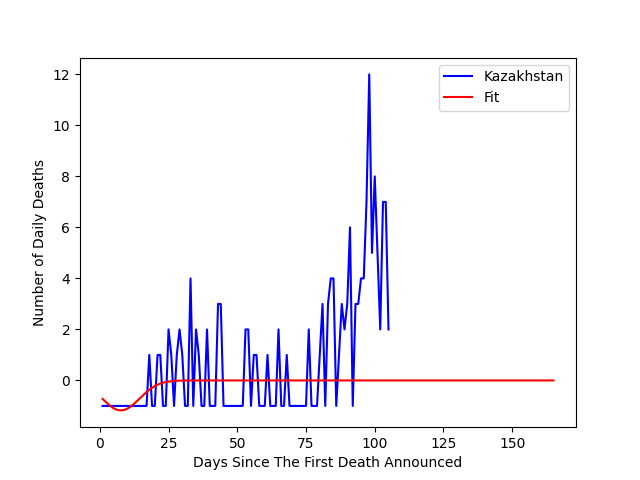 Kazakhstan
Fit
12
10
8
6
4
2
0
Number of Daily Deaths
0 25 50 75 100 125 150
Days Since The First Death Announced